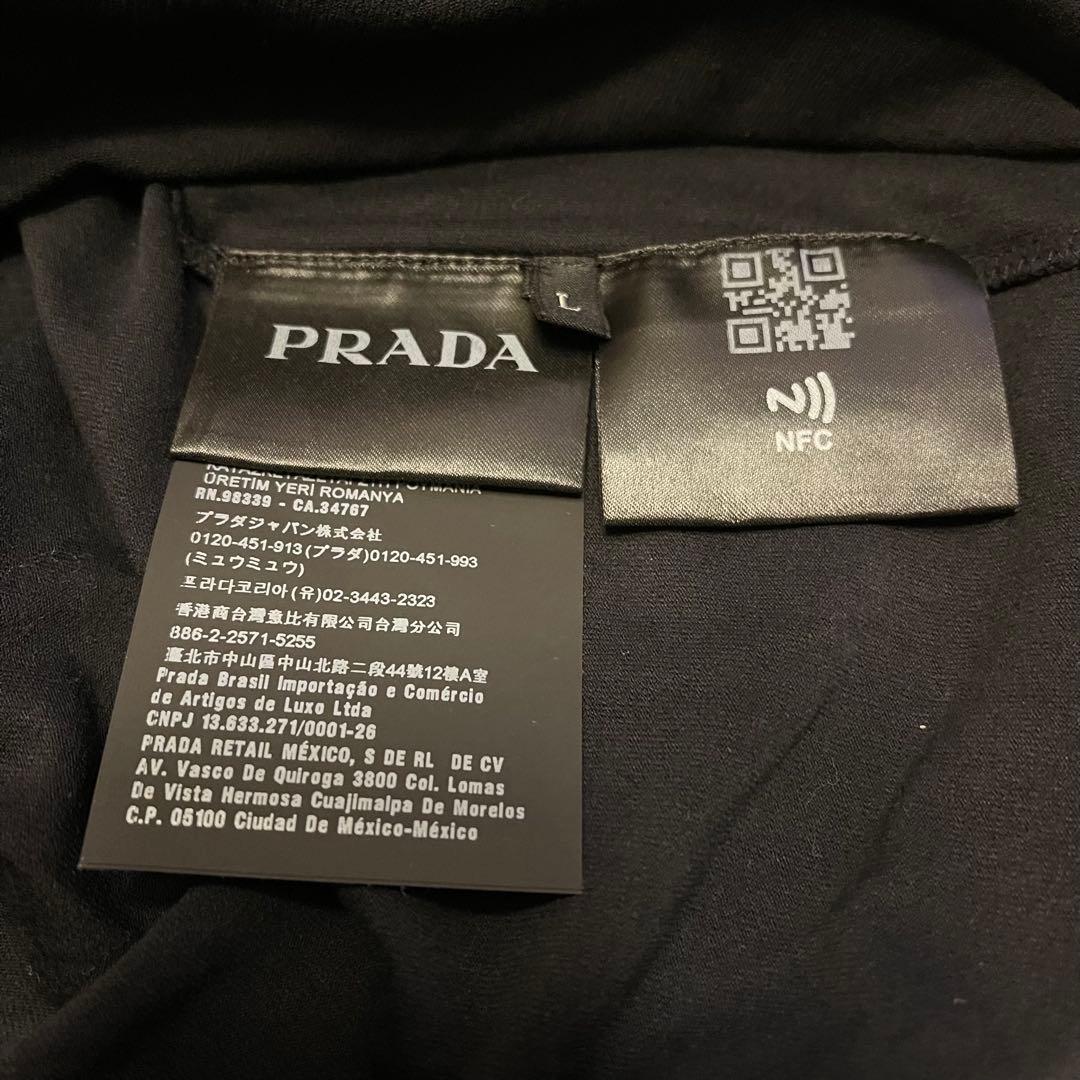 PRADA
L
NFC
ÜRETİM YERİ ROMANYA
RN.98339 - CA.34767
プラダジャパン株式会社
0120-451-913(プラダ)0120-451-993
(ミュウミュウ)
프라다코리아(유)02-3443-2323
香港商台灣意比有限公司台灣分公司
886-2-2571-5255
臺北市中山區中山北路二段44號12樓A室
Prada Brasil Importação e Comércio
de Artigos de Luxo Ltda
CNPJ 13.633.271/0001-26
PRADA RETAIL MÉXICO, S DE RL DE CV
AV. Vasco De Quiroga 3800 Col. Lomas
De Vista Hermosa Cuajimalpa De Morelos
C.P. 05100 Ciudad De México-México